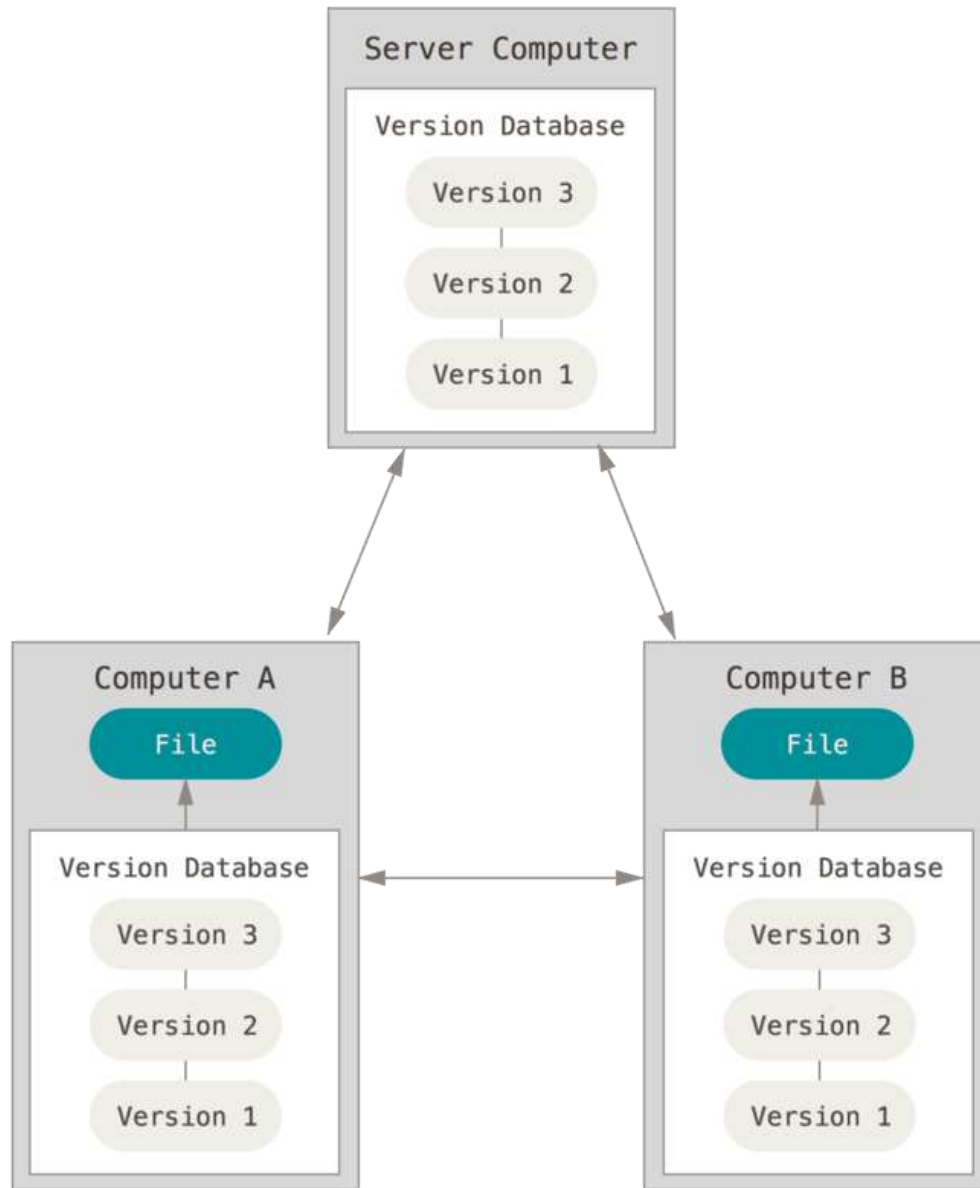 Server Computer
Version Database
Version 3
Version 2
Version 1
Computer A
File
Version Database
Version 3
Version 2
Version 1
Computer B
File
Version Database
Version 3
Version 2
Version 1